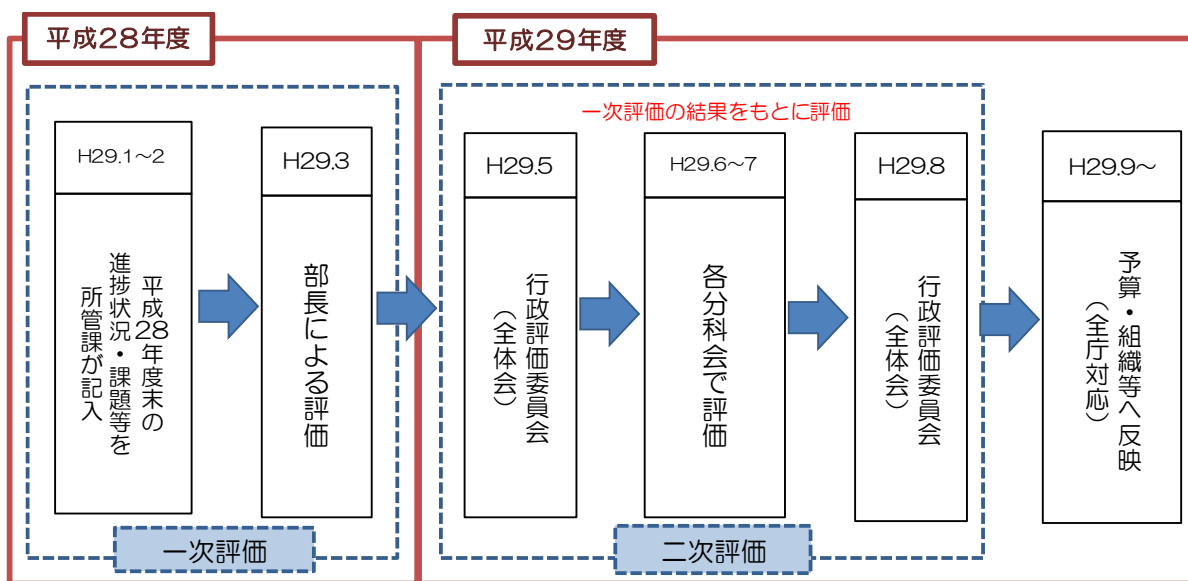 平成28年度
平成29年度
一次評価の結果をもとに評価
H29.1～2
平成28年度末の
進捗状況・課題等を
所管課が記入
H29.3
部長による評価
一次評価
H29.5
行政評価委員会
（全体会）
H29.6～7
各分科会で評価
H29.8
行政評価委員会
（全体会）
二次評価
H29.9～
予算・組織等へ反映
（全庁対応）